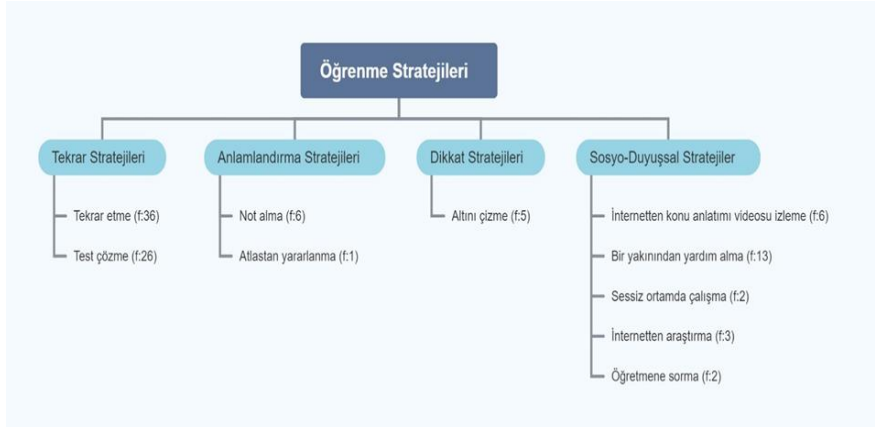 Öğrenme Stratejileri
Tekrar Stratejileri
Tekrar etme (f:36)
Test çözme (f:26)
Anlamlandırma Stratejileri
Not alma (f:6)
Atlastan yararlanma (f:1)
Dikkat Stratejileri
Altını çizme (f:5)
Sosyo-Duyuşsal Stratejiler
İnternetten konu anlatımı videosu izleme (f:6)
Bir yakınından yardım alma (f:13)
Sessiz ortamda çalışma (f:2)
İnternetten araştırma (f:3)
Öğretmene sorma (f:2)